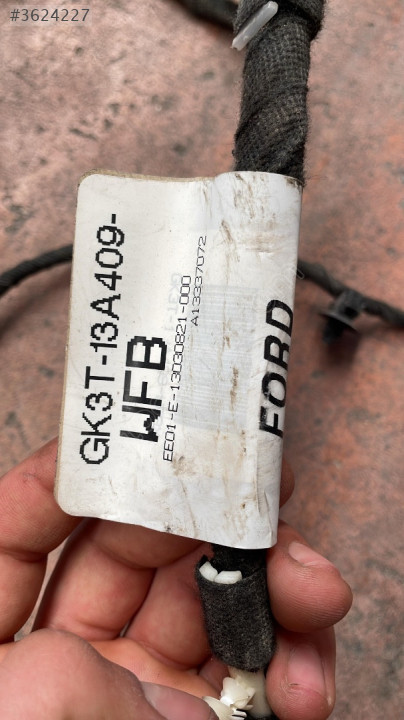 #3624227
GK3T-13A409-
WFB
EE01-E-13030821-000
A13337072
FORD